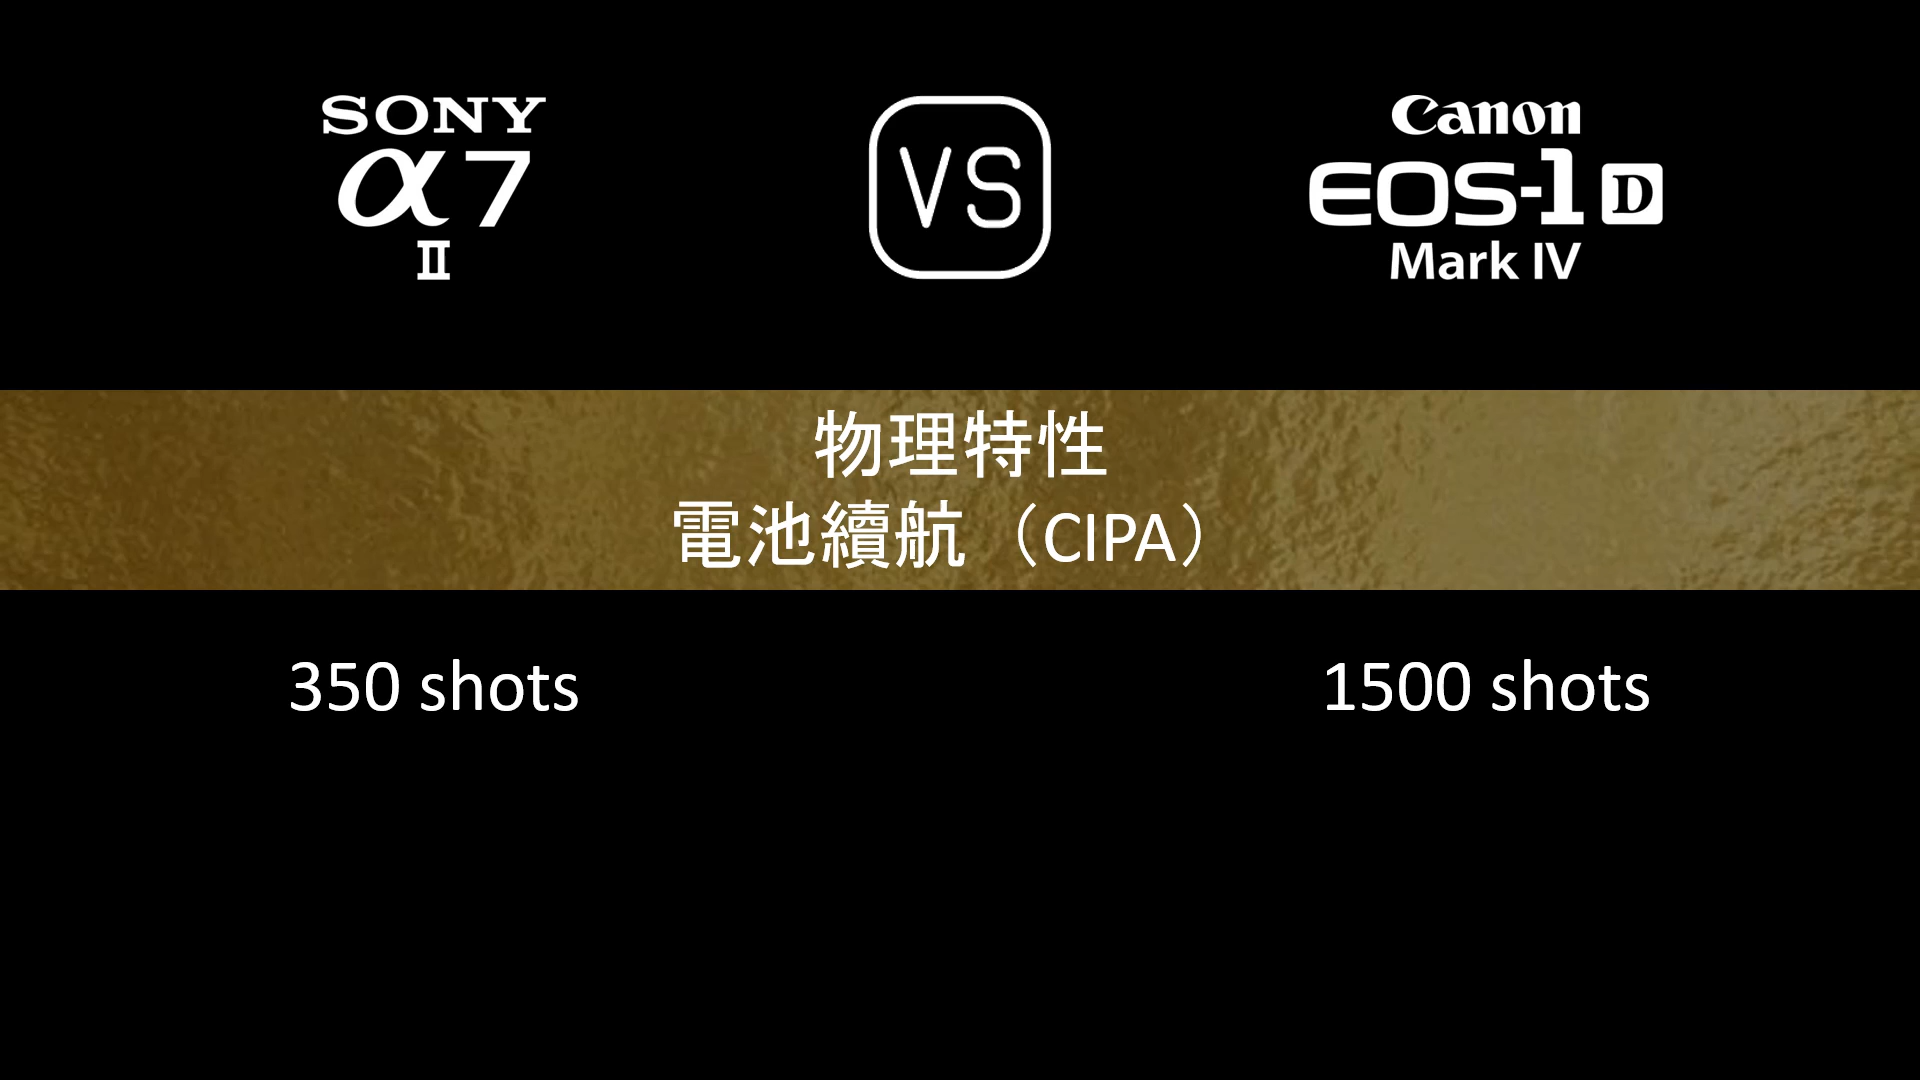 SONY
α7
II
VS
Canon
EOS-1D
Mark IV
物理特性
電池續航（CIPA）
350 shots
1500 shots